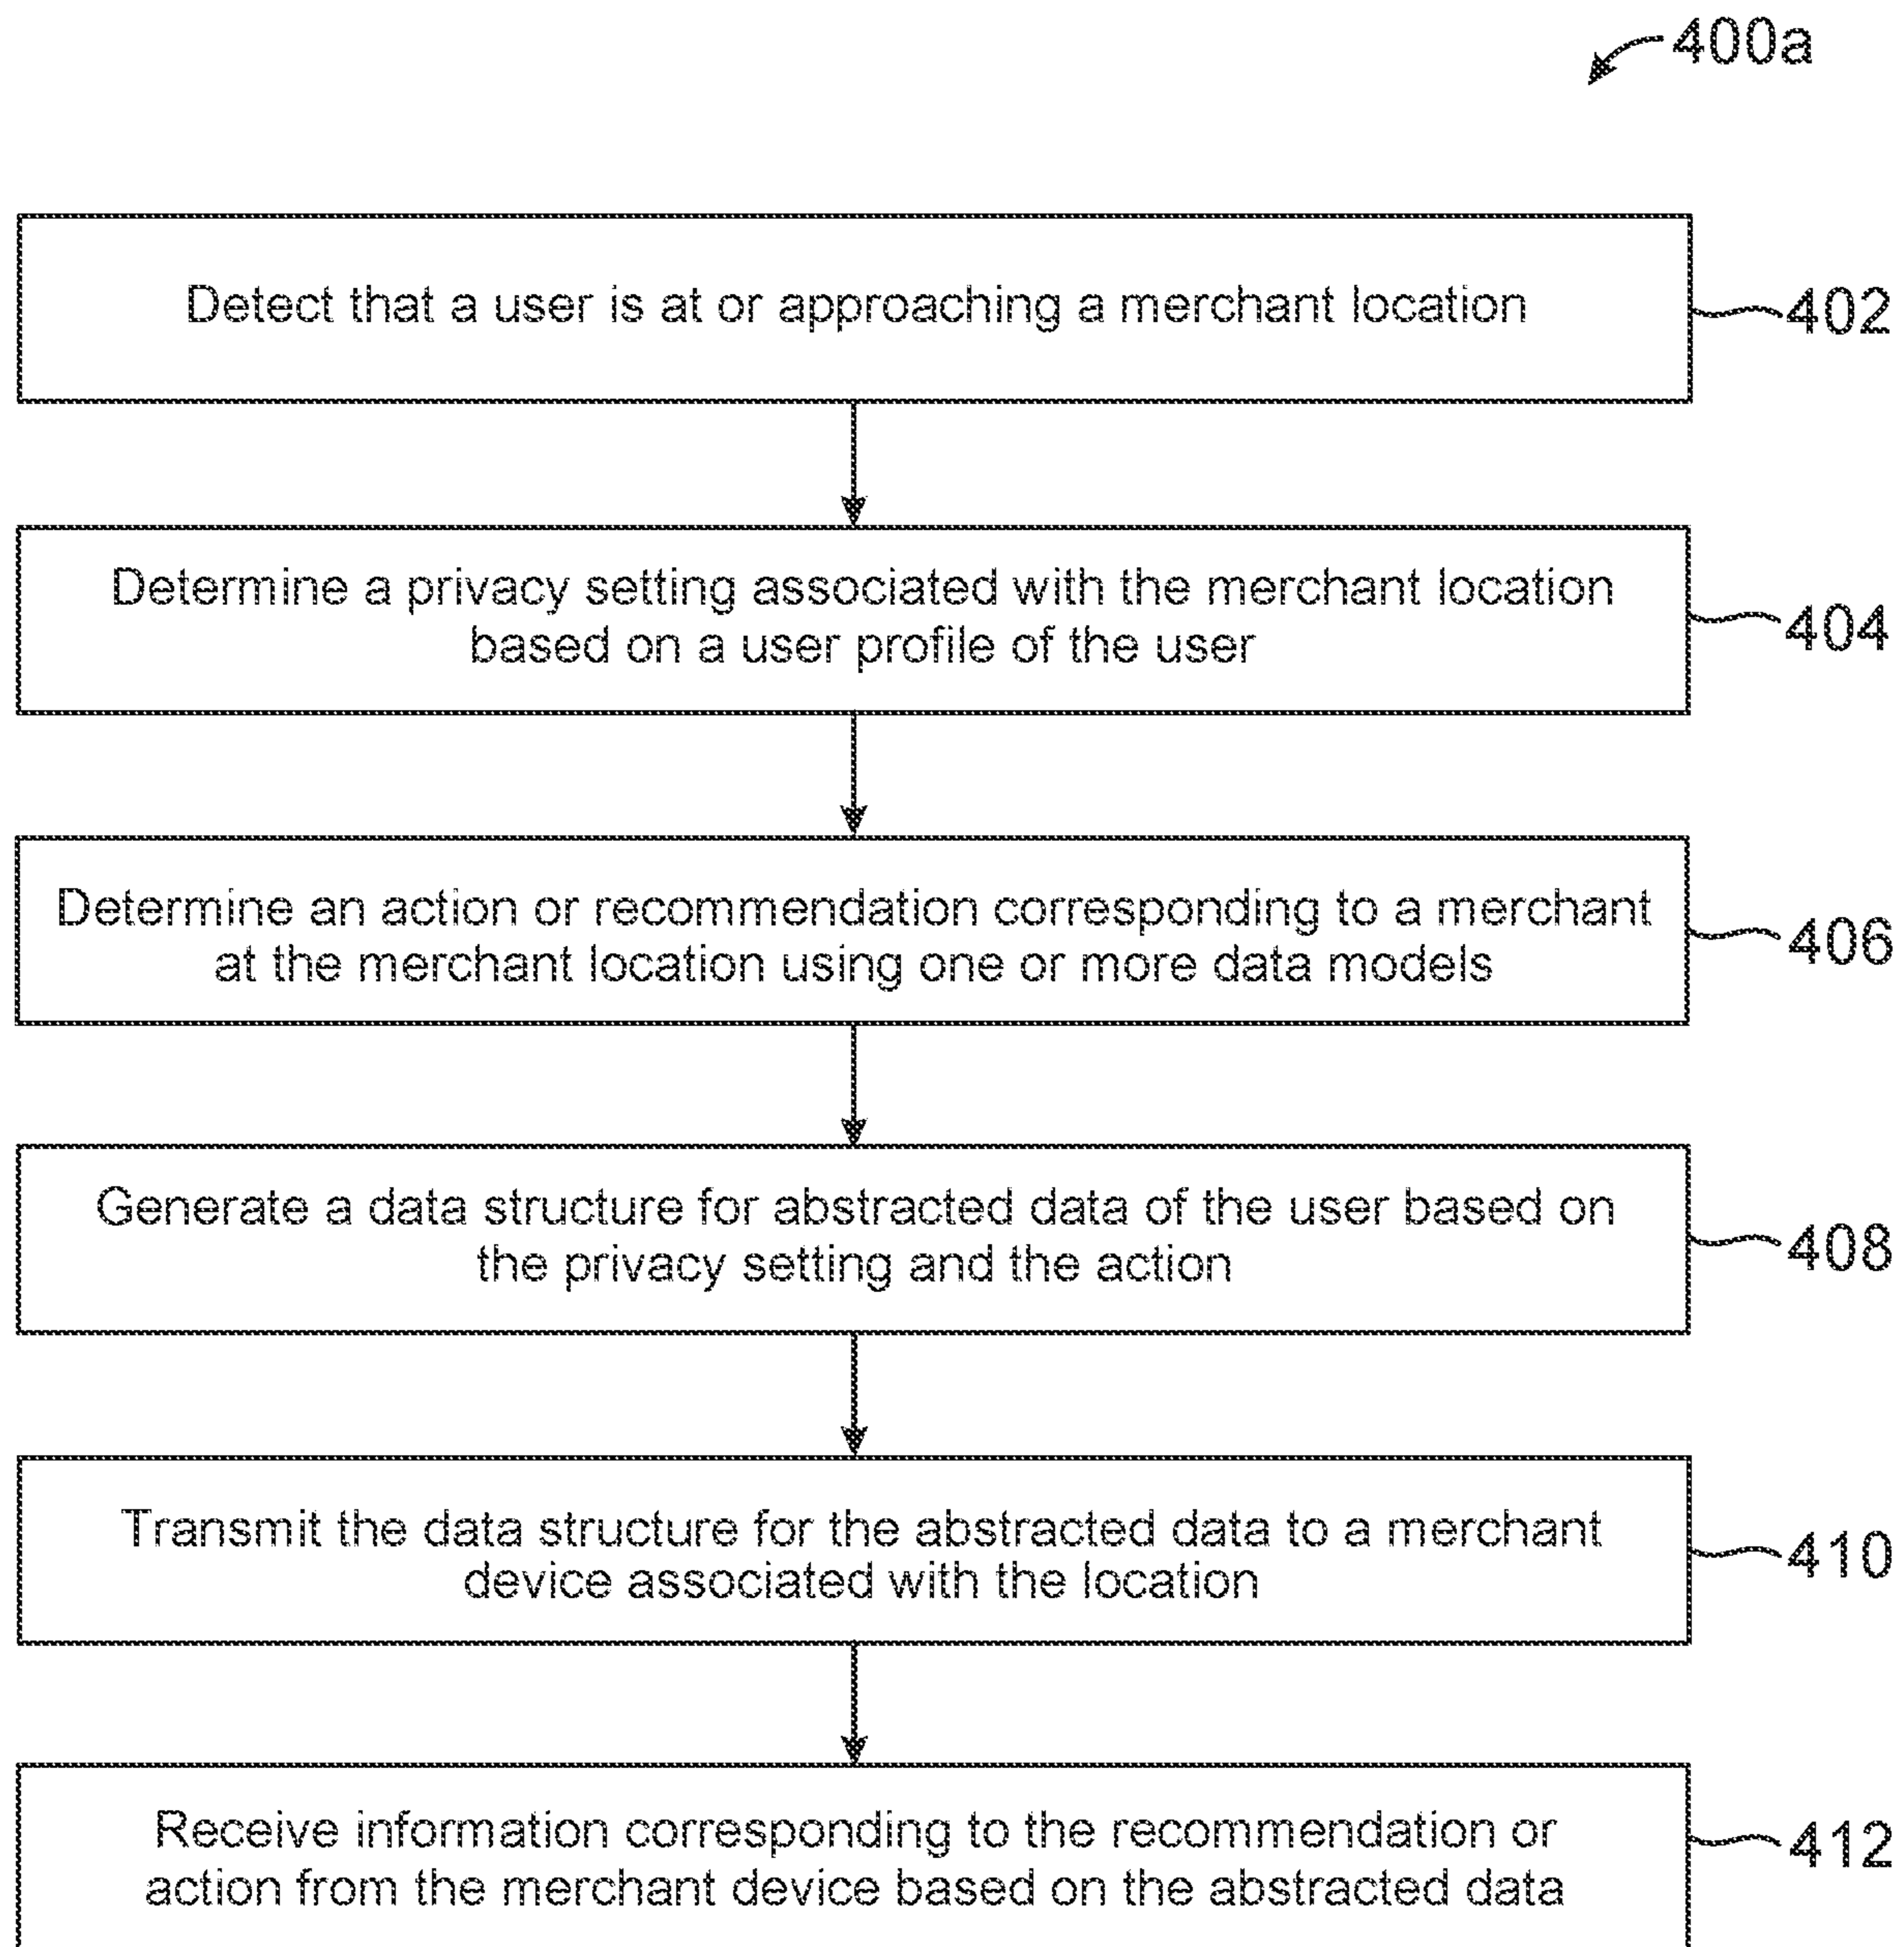 400a
Detect that a user is at or approaching a merchant location
402
Determine a privacy setting associated with the merchant location
based on a user profile of the user
404
Determine an action or recommendation corresponding to a merchant
at the merchant location using one or more data models
406
Generate a data structure for abstracted data of the user based on
the privacy setting and the action
408
Transmit the data structure for the abstracted data to a merchant
device associated with the location
410
Receive information corresponding to the recommendation or
action from the merchant device based on the abstracted data
412